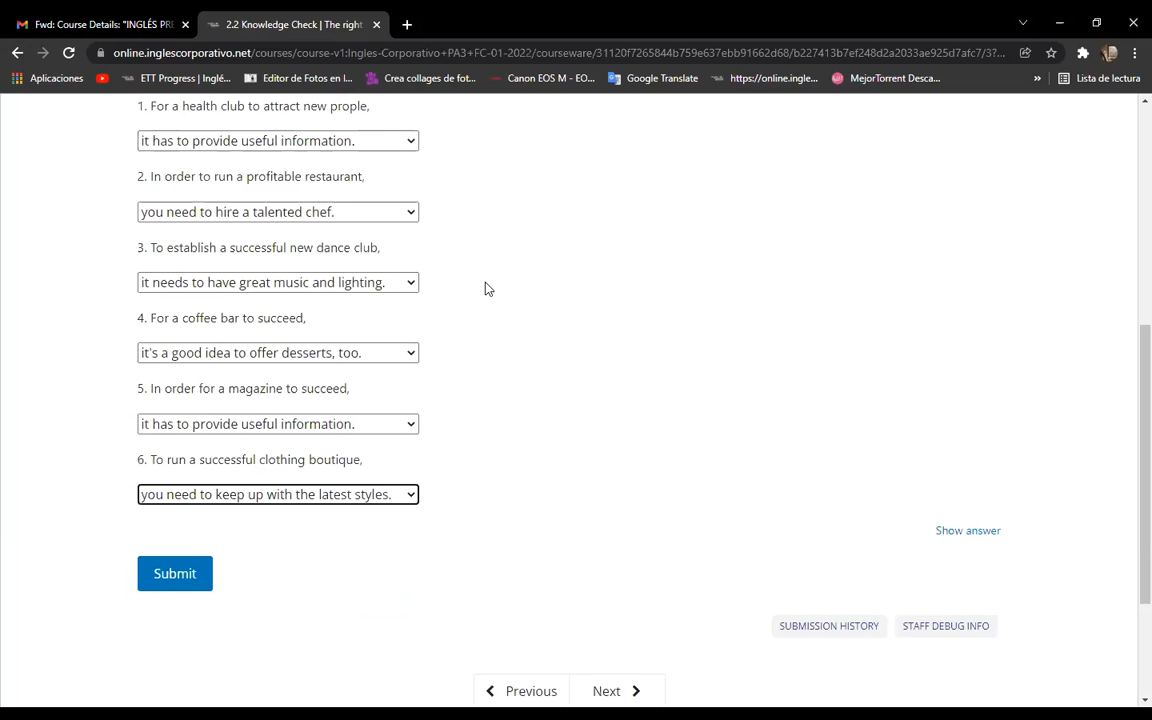 Fwd: Course Details: "INGLÉS PRE
2.2 Knowledge Check | The right
online.inglescorporativo.net/courses/course-v1:Ingles-Corporativo+PA3+FC-01-2022/courseware/31120f7265844b759e637ebb91662d68/b227413b7ef248d2a2033ae925d7afc7/37...
Aplicaciones
ETT Progress | Inglé...
Editor de Fotos en l...
Crea collages de fot...
Canon EOS M - EO...
Google Translate
https://online.ingle...
MejorTorrent Desca...
»
Lista de lectura
1. For a health club to attract new prople,
it has to provide useful information.
2. In order to run a profitable restaurant,
you need to hire a talented chef.
3. To establish a successful new dance club,
it needs to have great music and lighting.
4. For a coffee bar to succeed,
it's a good idea to offer desserts, too.
5. In order for a magazine to succeed,
it has to provide useful information.
6. To run a successful clothing boutique,
you need to keep up with the latest styles.
Show answer
Submit
SUBMISSION HISTORY
STAFF DEBUG INFO
Previous
Next